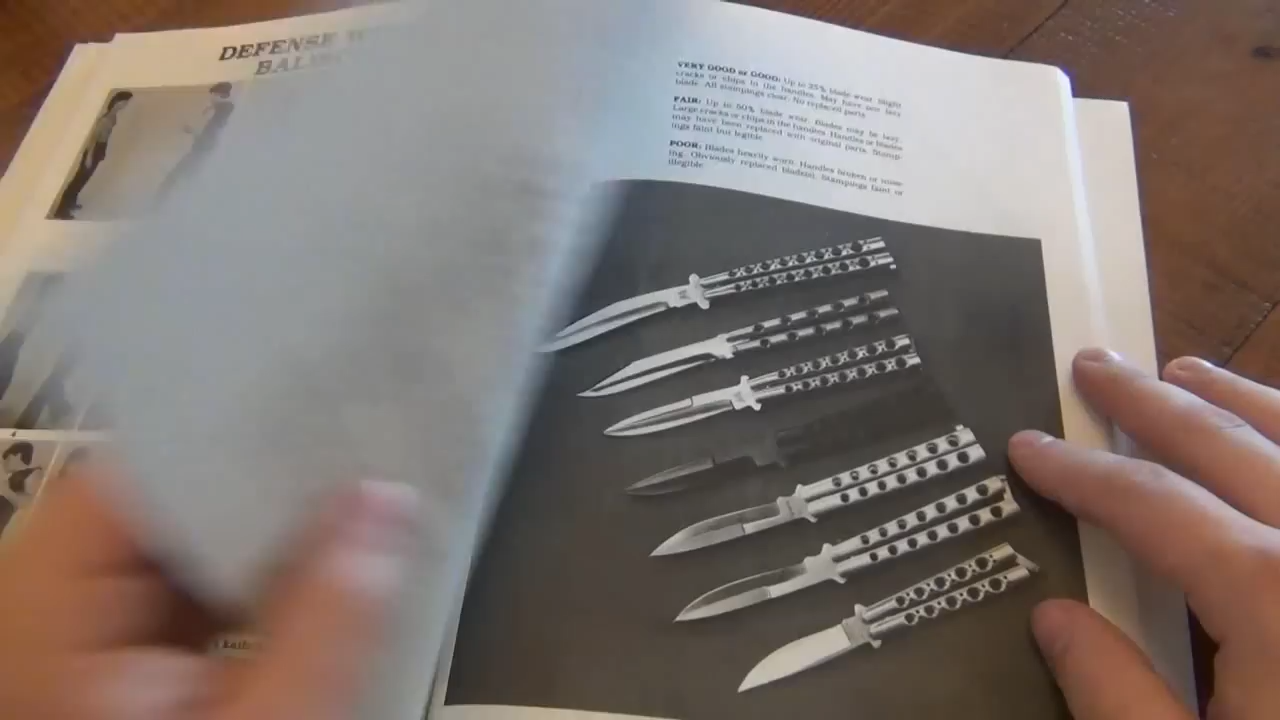 DEFENSE
VERY GOOD or GOOD: Up to 25% blade wear. Slight
cracks or chips in the handles. May have one lazy
blade. All stampings clear. No replaced parts.
FAIR: Up to 50% blade wear. Blades may be lazy.
Large cracks or chips in the handles. Handles or blades
may have been replaced with original parts. Stamp-
ings faint but legible.
POOR: Blades heavily worn. Handles broken or miss-
ing. Obviously replaced blade(s). Stampings faint or
illegible.